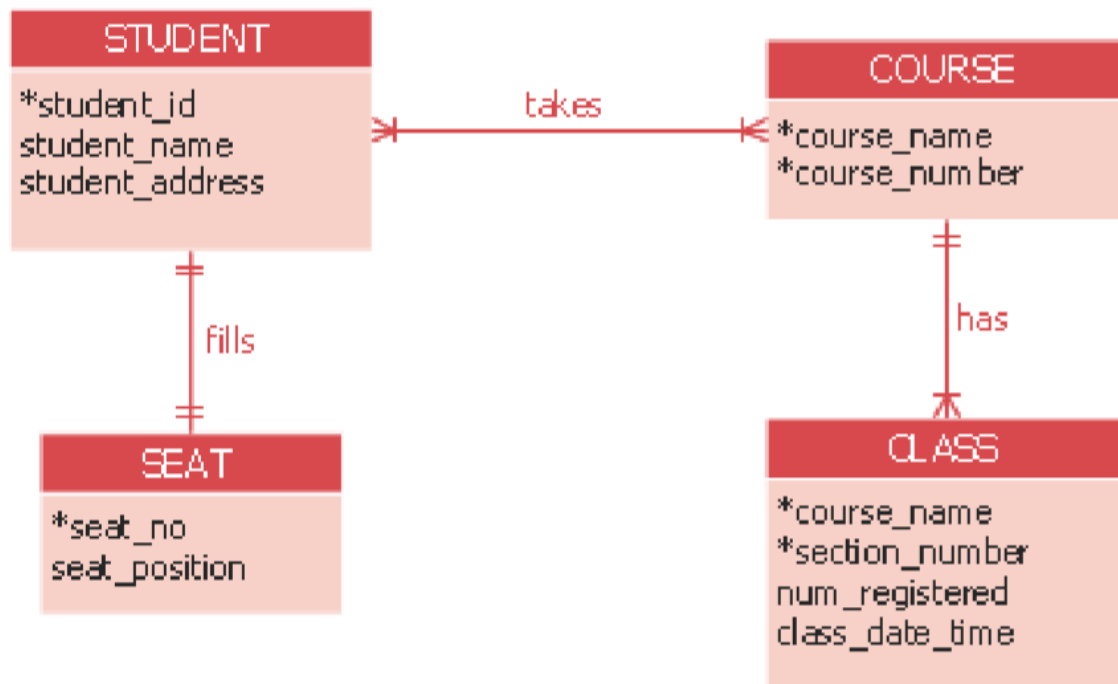 STUDENT
*student_id
student_name
student_address
takes
COURSE
*course_name
*course_number
fills
has
SEAT
*seat_no
seat_position
CLASS
*course_name
*section_number
num_registered
class_date_time